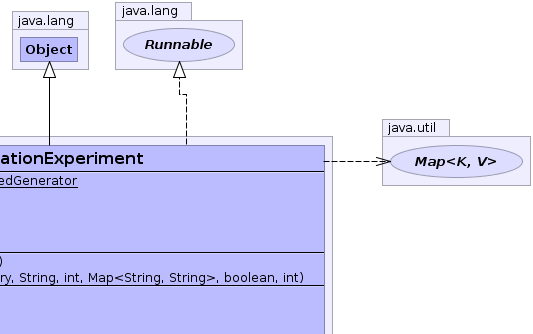 java.lang
Object
java.lang
Runnable
java.util
Map<K, V>
ationExperiment
edGenerator
)
ry, String, int, Map<String, String>, boolean, int)